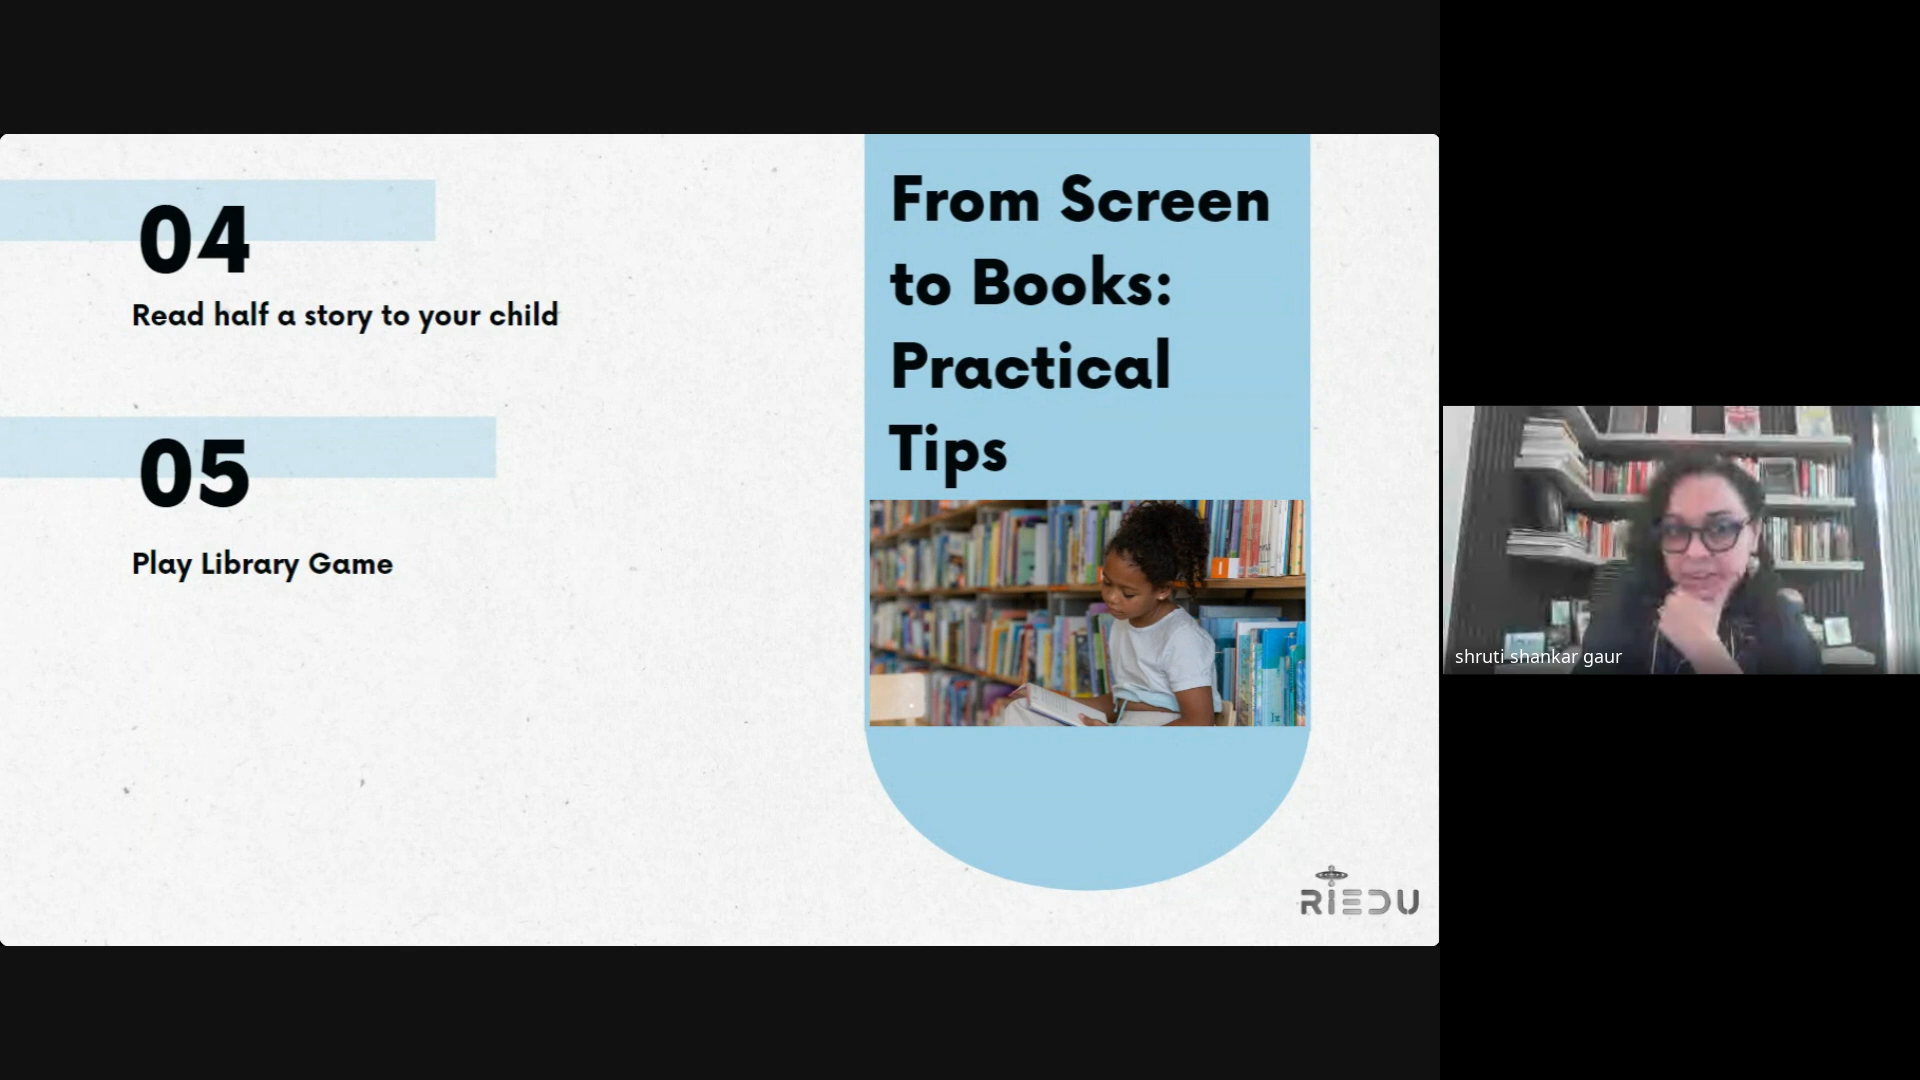 04
Read half a story to your child
05
Play Library Game
From Screen
to Books:
Practical
Tips
RIEDU
shruti shankar gaur